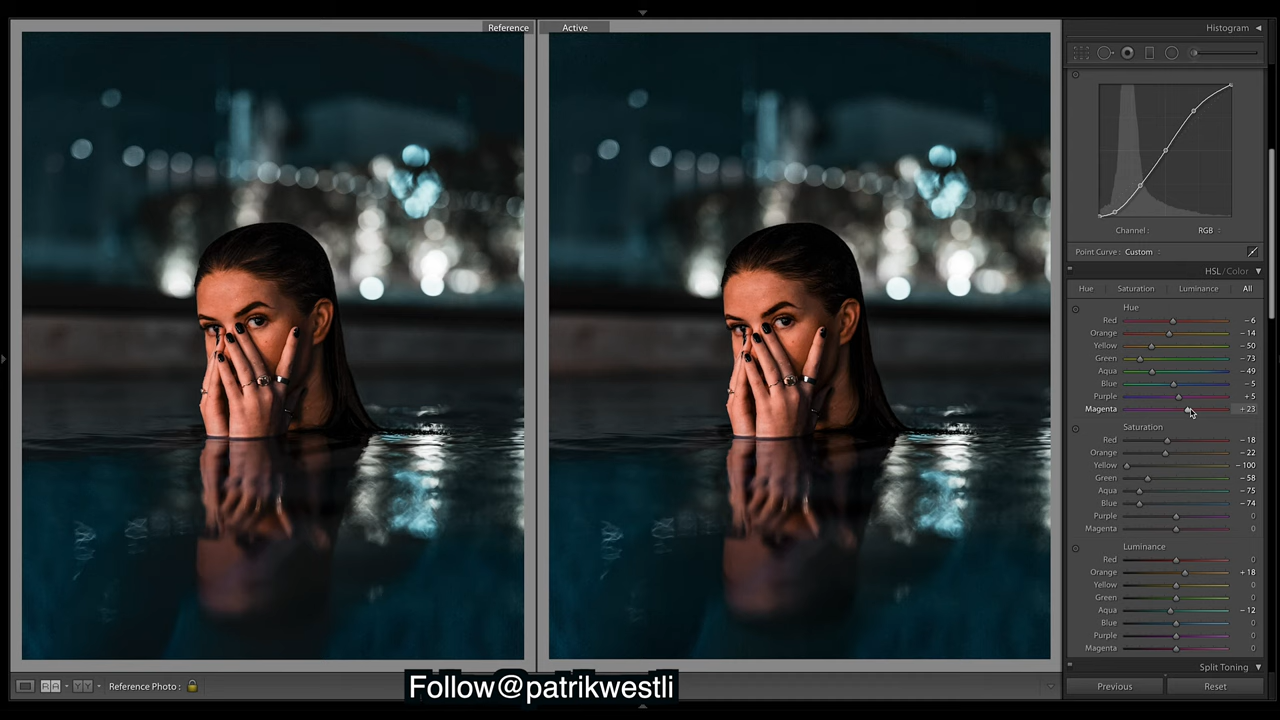 Reference
Active
Histogram
Channel : RGB
Point Curve : Custom
HSL / Color
Hue Saturation Luminance All
Hue
Red - 6
Orange - 14
Yellow - 50
Green - 73
Aqua - 49
Blue - 5
Purple + 5
Magenta + 23
Saturation
Red - 18
Orange - 22
Yellow - 100
Green - 58
Aqua - 75
Blue - 74
Purple 0
Magenta 0
Luminance
Red 0
Orange + 18
Yellow 0
Green 0
Aqua - 12
Blue 0
Purple 0
Magenta 0
Split Toning
R A Y Y Reference Photo :
Previous Reset
Follow@patrikwestli